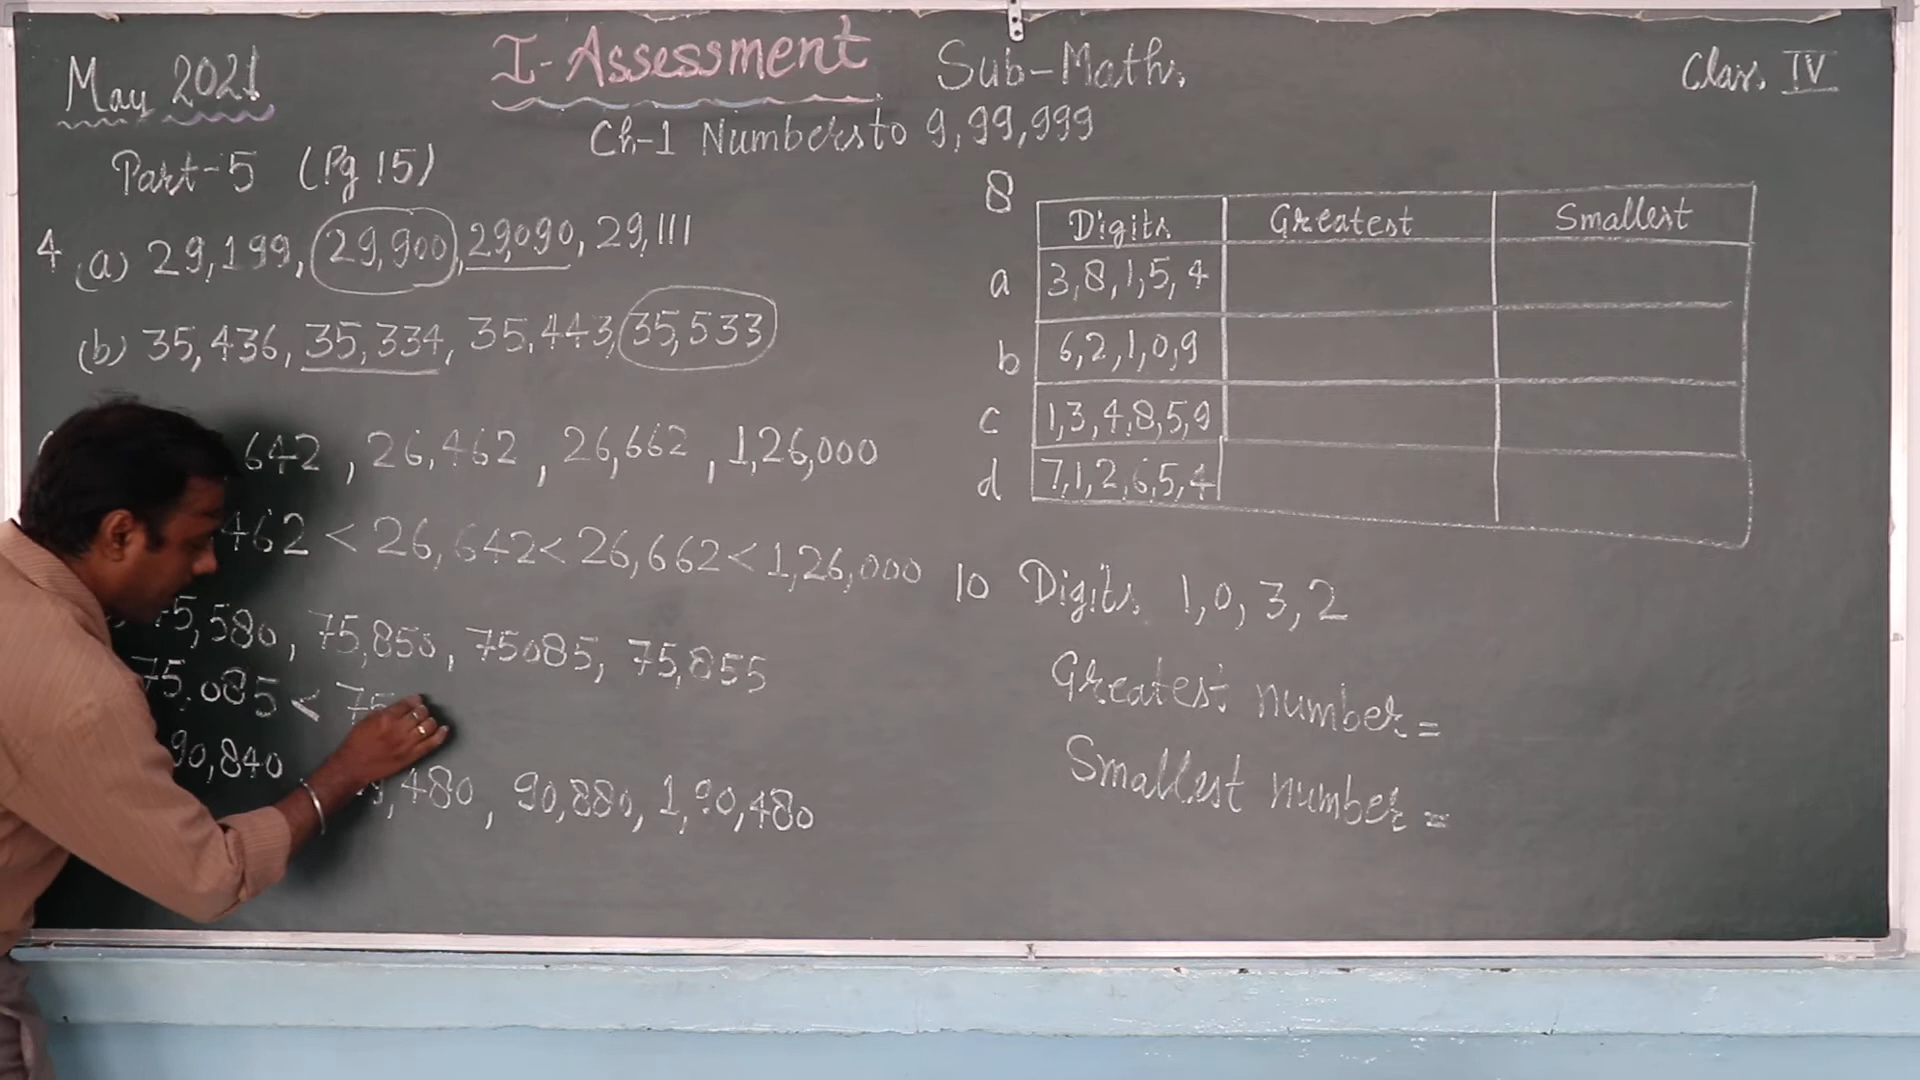 May 2021
I-Assessment
Sub-Maths.
Class IV
Ch-1 Numbers to 9,99,999
Part-5 (Pg 15)
4 (a) 29,199, 29,900, 29,090, 29,111
(b) 35,436, 35,334, 35,443, 35,533
642, 26,462, 26,662, 1,26,000
462 < 26,642 < 26,662 < 1,26,000
75,580, 75,850, 75085, 75,855
75,085 < 75
90,840
,480, 90,880, 1,90,480
8
Digits Greatest Smallest
a 3,8,1,5,4
b 6,2,1,0,9
c 1,3,4,8,5,9
d 7,1,2,6,5,4
10 Digits 1,0,3,2
Greatest number =
Smallest number =